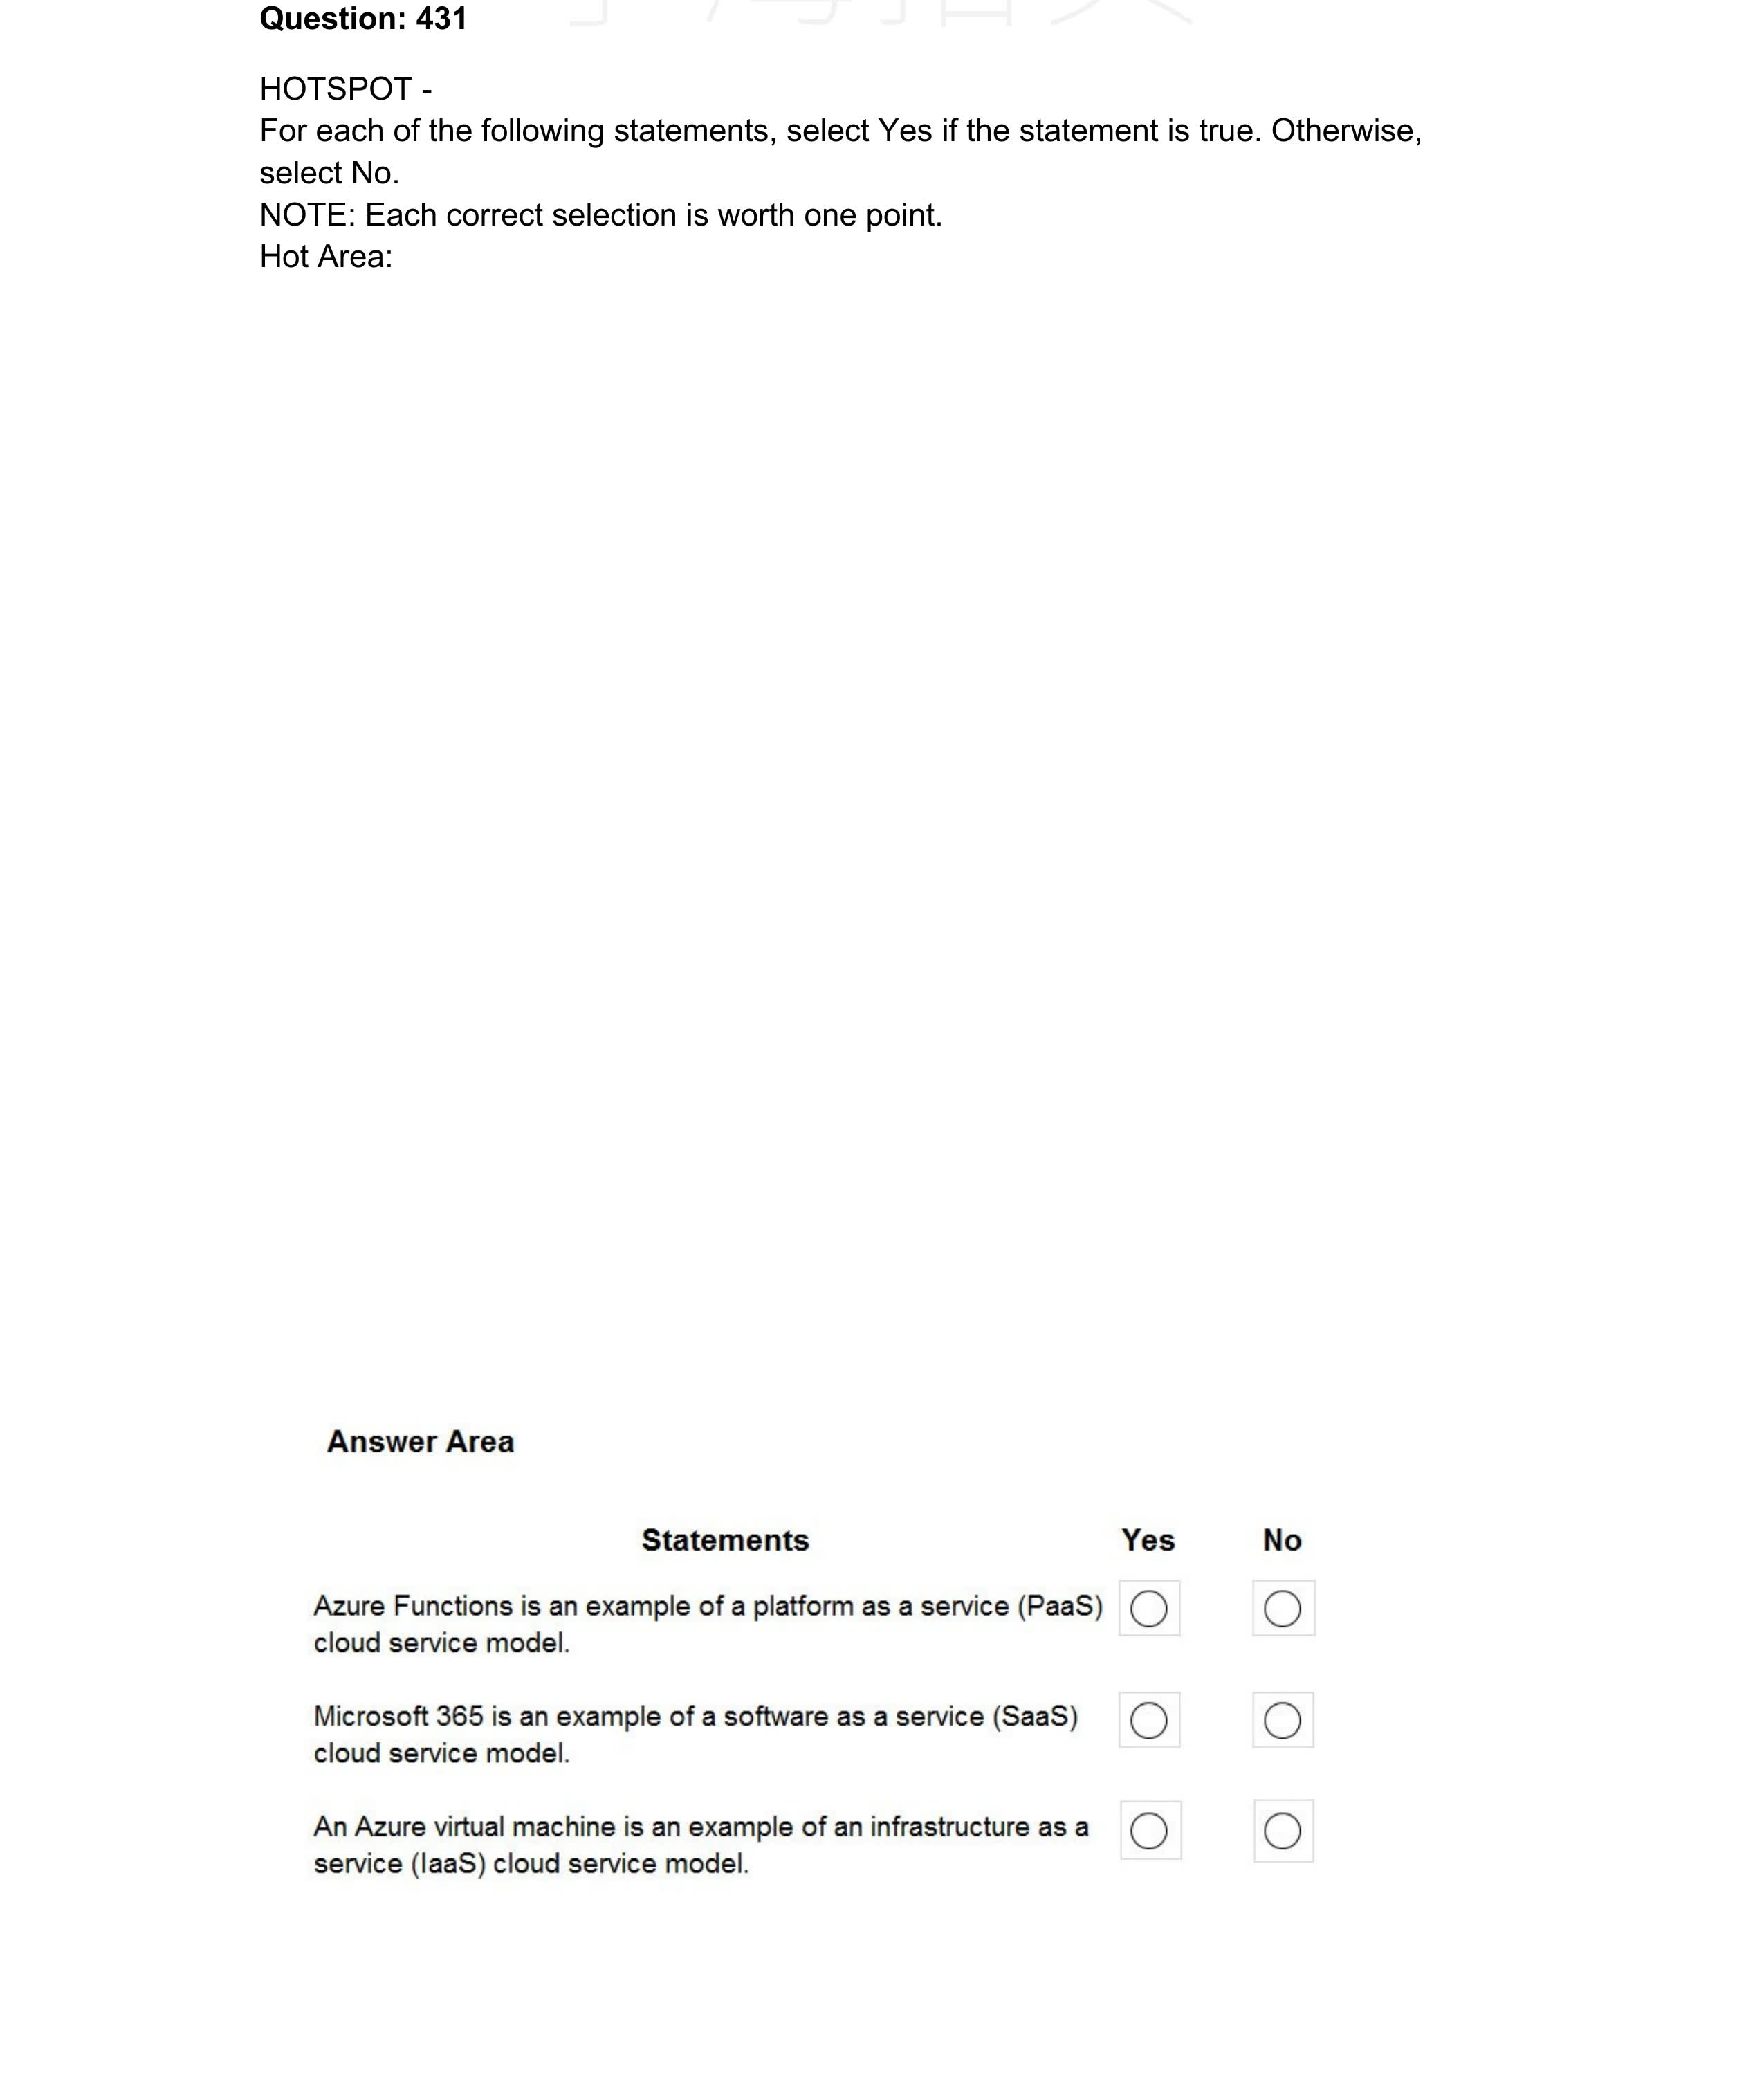 Question: 431
HOTSPOT -
For each of the following statements, select Yes if the statement is true. Otherwise,
select No.
NOTE: Each correct selection is worth one point.
Hot Area:
Answer Area
Statements Yes No
Azure Functions is an example of a platform as a service (PaaS)
cloud service model.
Microsoft 365 is an example of a software as a service (SaaS)
cloud service model.
An Azure virtual machine is an example of an infrastructure as a
service (IaaS) cloud service model.